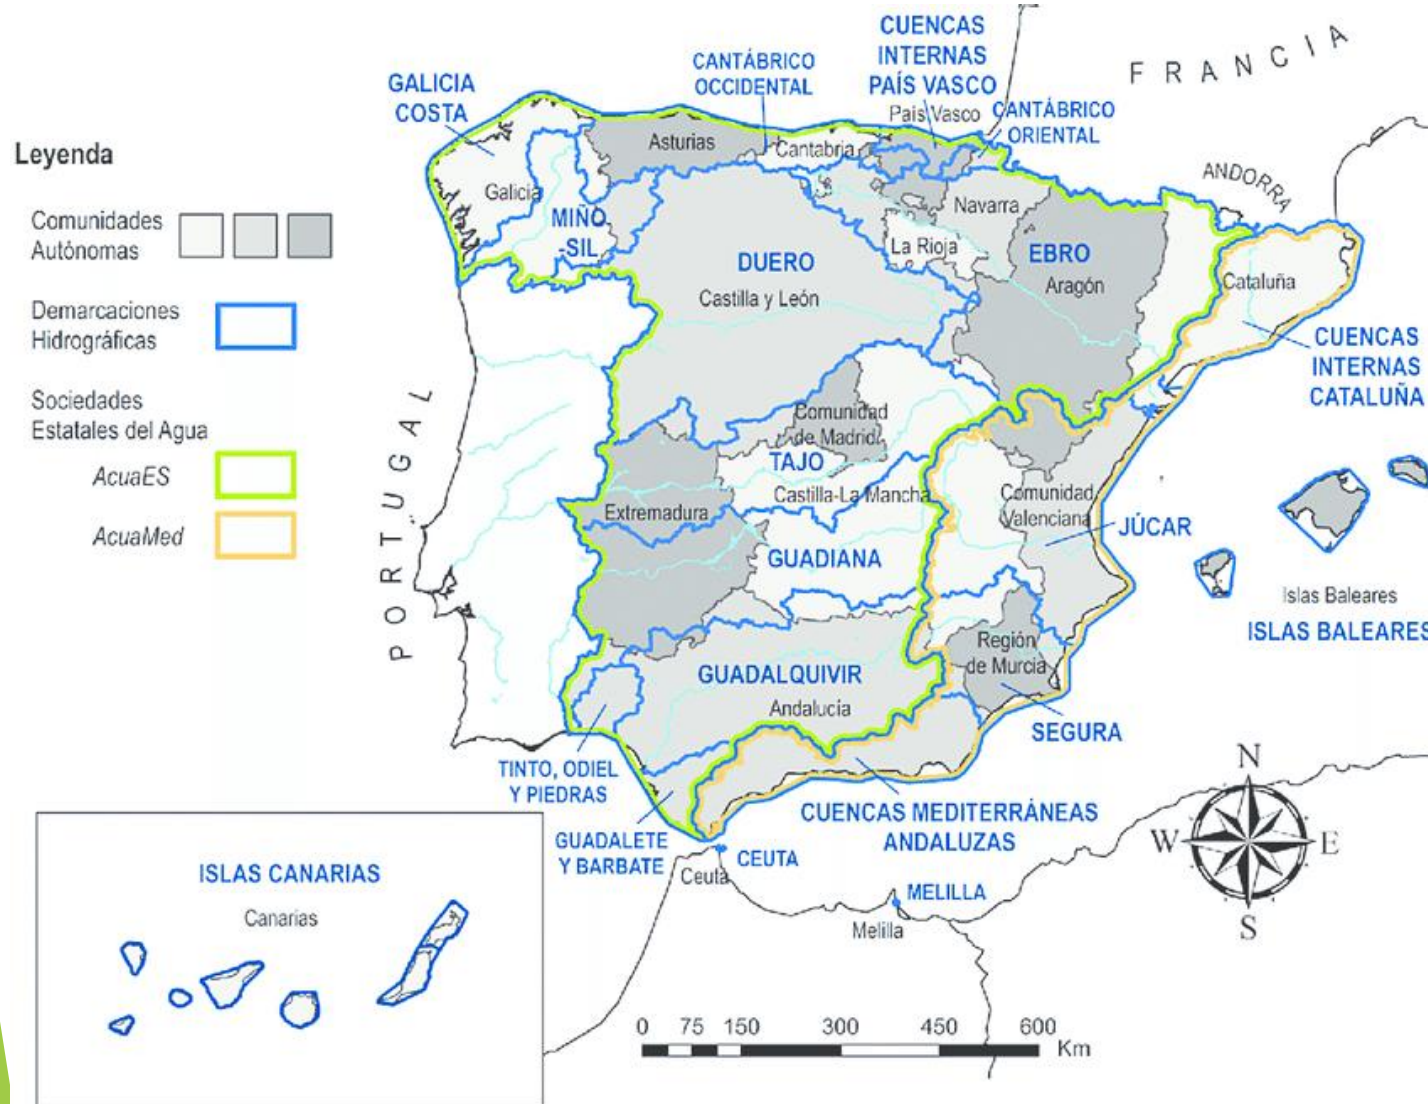 Leyenda
Comunidades
Autónomas
Demarcaciones
Hidrográficas
Sociedades
Estatales del Agua
AcuaES
AcuaMed
FRANCIA
ANDORRA
PORTUGAL
GALICIA
COSTA
CANTÁBRICO
OCCIDENTAL
CUENCAS
INTERNAS
PAÍS VASCO
País Vasco
CANTÁBRICO
ORIENTAL
Asturias
Cantabria
Galicia
MIÑO
-SIL
Navarra
La Rioja
DUERO
Castilla y León
EBRO
Aragón
Cataluña
CUENCAS
INTERNAS
CATALUÑA
Comunidad
de Madrid
TAJO
Castilla-La Mancha
Extremadura
Comunidad
Valenciana
JÚCAR
GUADIANA
Islas Baleares
ISLAS BALEARES
Región
de Murcia
GUADALQUIVIR
Andalucía
SEGURA
TINTO, ODIEL
Y PIEDRAS
GUADALETE
Y BARBATE
CUENCAS MEDITERRÁNEAS
ANDALUZAS
CEUTA
Ceuta
MELILLA
Melilla
ISLAS CANARIAS
Canarias
N
W
E
S
0 75 150 300 450 600
Km